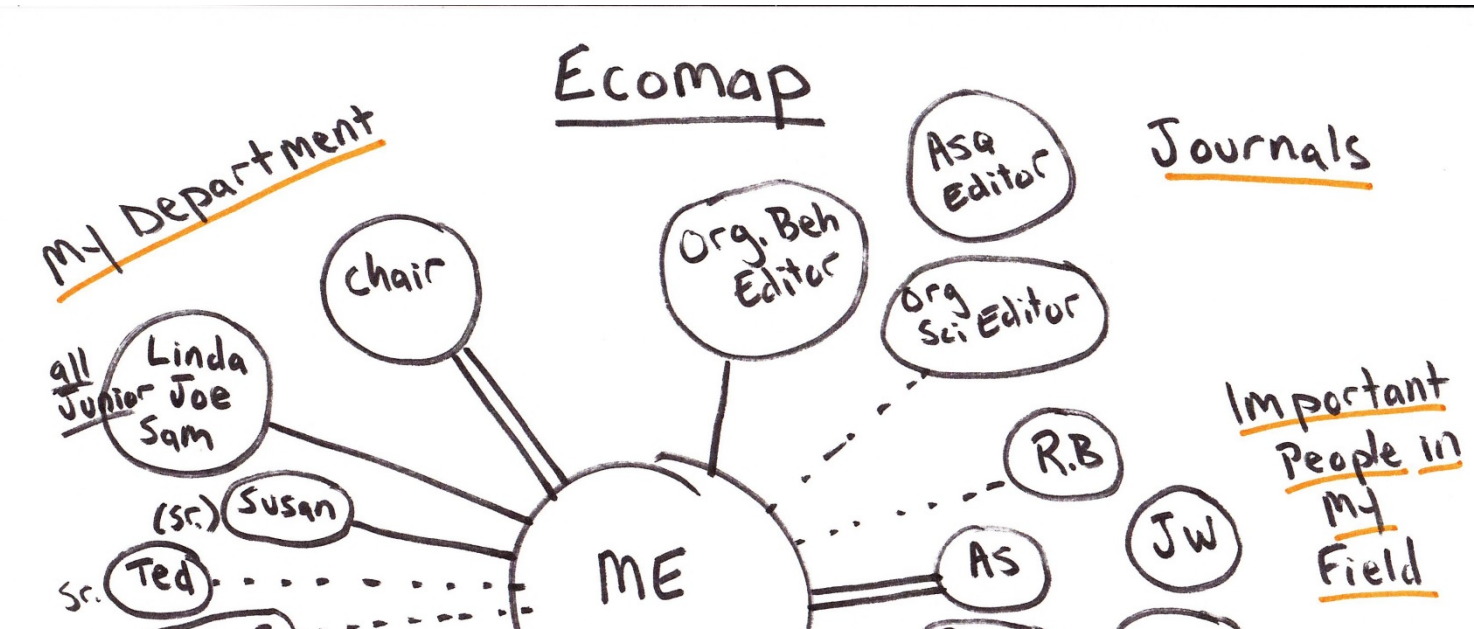 Ecomap
My Department
Journals
ASQ
Editor
Org. Beh
Editor
Chair
Org
Sci Editor
all
Junior
Linda
Joe
Sam
Important
People in
My
Field
R.B
(sr.)
Susan
JW
AS
ME
Sr.
Ted